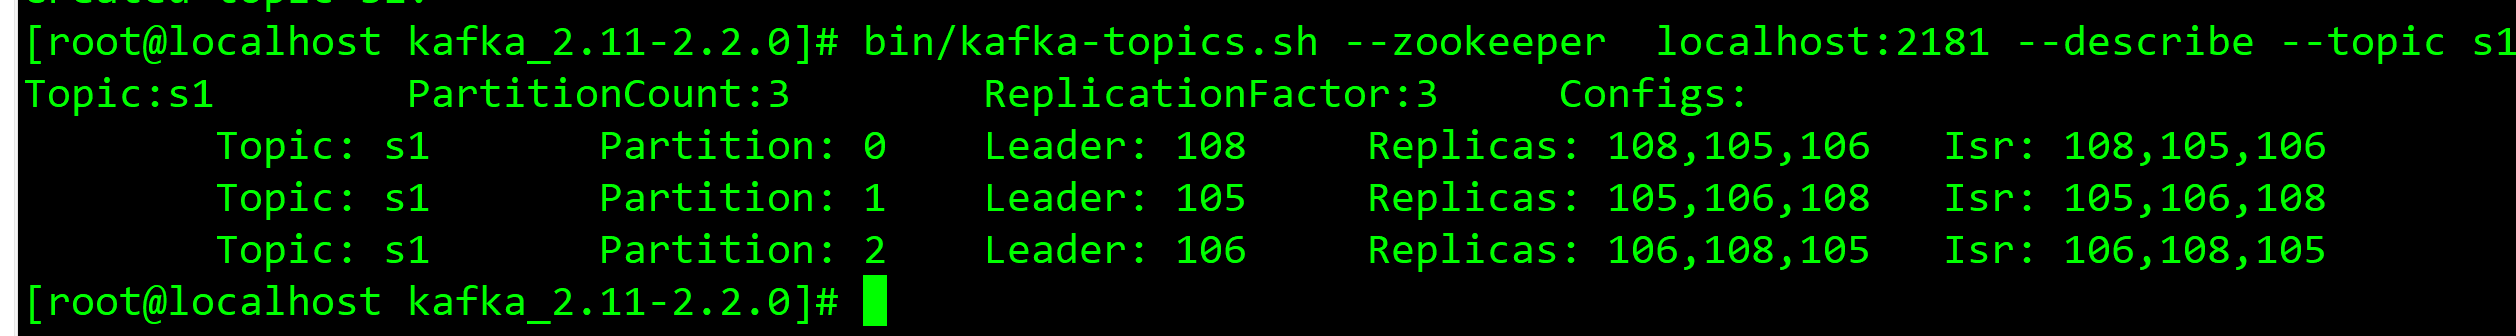 Created topic s1.
[root@localhost kafka_2.11-2.2.0]# bin/kafka-topics.sh --zookeeper  localhost:2181 --describe --topic s1
Topic:s1	PartitionCount:3	ReplicationFactor:3	Configs:
	Topic: s1	Partition: 0	Leader: 108	Replicas: 108,105,106	Isr: 108,105,106
	Topic: s1	Partition: 1	Leader: 105	Replicas: 105,106,108	Isr: 105,106,108
	Topic: s1	Partition: 2	Leader: 106	Replicas: 106,108,105	Isr: 106,108,105
[root@localhost kafka_2.11-2.2.0]#